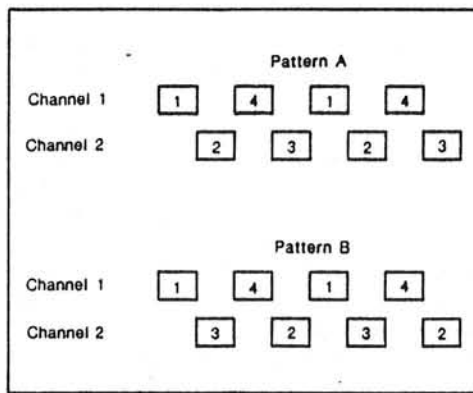 Pattern A
Channel 1 1 4 1 4
Channel 2 2 3 2 3
Pattern B
Channel 1 1 4 1 4
Channel 2 3 2 3 2